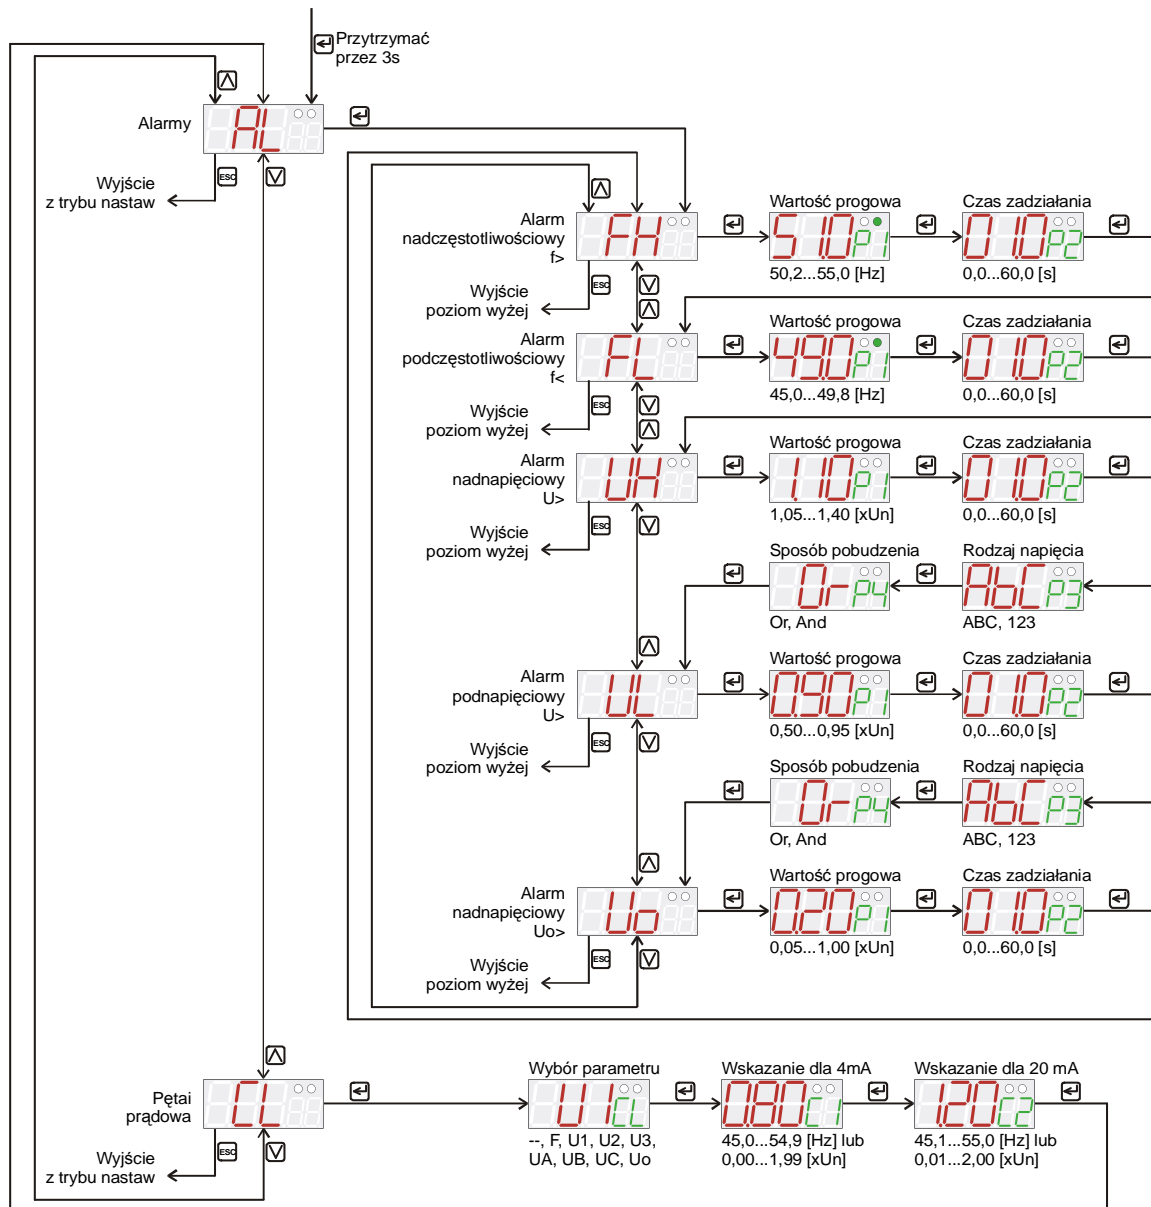 Przytrzymać
przez 3s
Alarmy
AL
Wyjście
z trybu nastaw
ESC
Alarm
nadczęstotliwościowy
f>
FH
Wartość progowa
51.0 P1
50,2...55,0 [Hz]
Czas zadziałania
01.0 P2
0,0...60,0 [s]
Wyjście
poziom wyżej
ESC
Alarm
podczęstotliwościowy
f<
FL
Wartość progowa
49.0 P1
45,0...49,8 [Hz]
Czas zadziałania
01.0 P2
0,0...60,0 [s]
Wyjście
poziom wyżej
ESC
Alarm
nadnapięciowy
U>
UH
Wartość progowa
1.10 P1
1,05...1,40 [xUn]
Czas zadziałania
01.0 P2
0,0...60,0 [s]
Wyjście
poziom wyżej
ESC
Sposób pobudzenia
Or P4
Or, And
Rodzaj napięcia
AbC P3
ABC, 123
Alarm
podnapięciowy
U>
UL
Wartość progowa
0.90 P1
0,50...0,95 [xUn]
Czas zadziałania
01.0 P2
0,0...60,0 [s]
Wyjście
poziom wyżej
ESC
Sposób pobudzenia
Or P4
Or, And
Rodzaj napięcia
AbC P3
ABC, 123
Alarm
nadnapięciowy
Uo>
Uo
Wartość progowa
0.20 P1
0,05...1,00 [xUn]
Czas zadziałania
01.0 P2
0,0...60,0 [s]
Wyjście
poziom wyżej
ESC
Pętai
prądowa
CL
Wybór parametru
U1 CL
--, F, U1, U2, U3,
UA, UB, UC, Uo
Wskazanie dla 4mA
0.80 C1
45,0...54,9 [Hz] lub
0,00...1,99 [xUn]
Wskazanie dla 20 mA
1.20 C2
45,1...55,0 [Hz] lub
0,01...2,00 [xUn]
Wyjście
z trybu nastaw
ESC